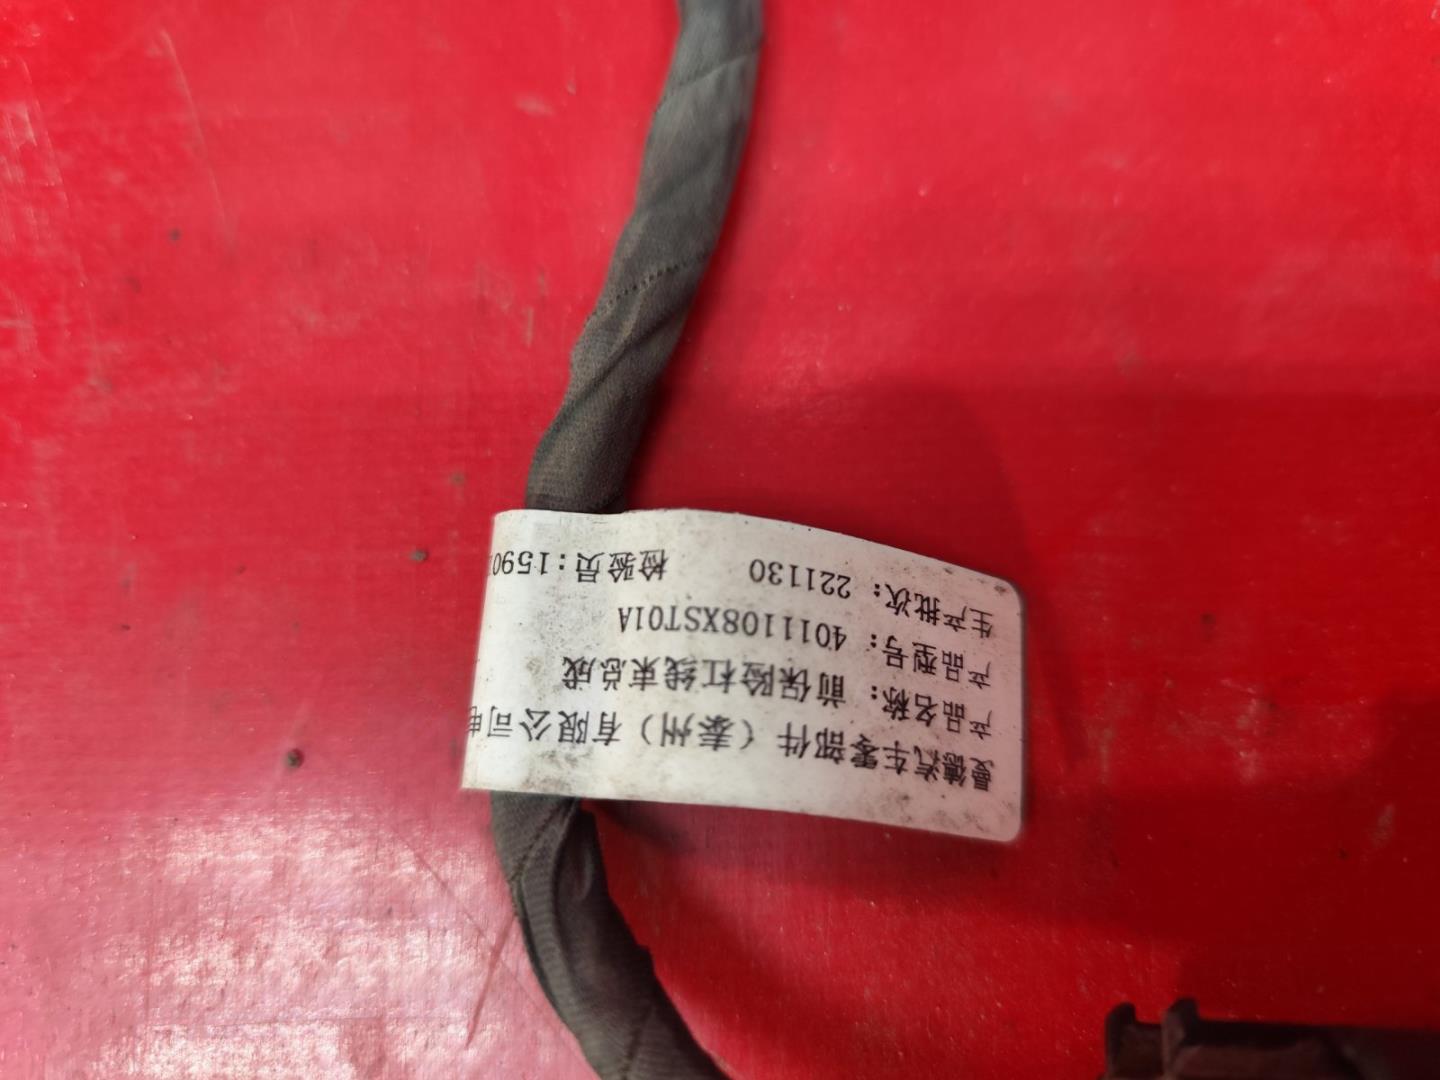 曼德汽车零部件（泰州）有限公司电
产品名称：前保险杠线束总成
产品型号：4011108XST01A
生产批次：221130 检验员：1590